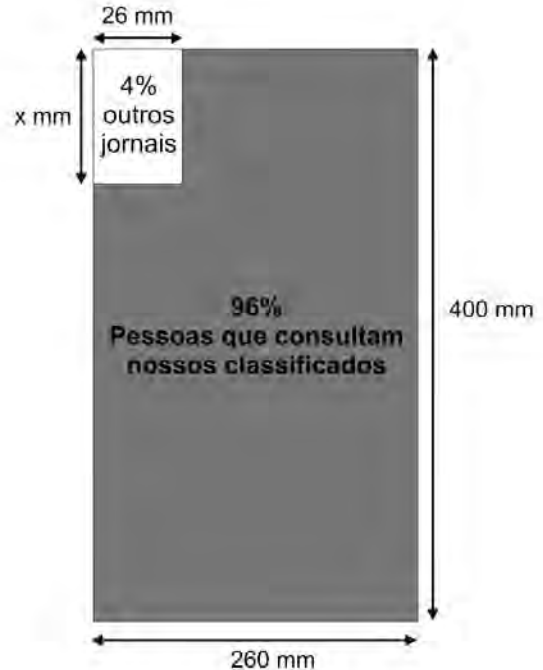 26 mm
x mm
4%
outros
jornais
96%
Pessoas que consultam
nossos classificados
400 mm
260 mm